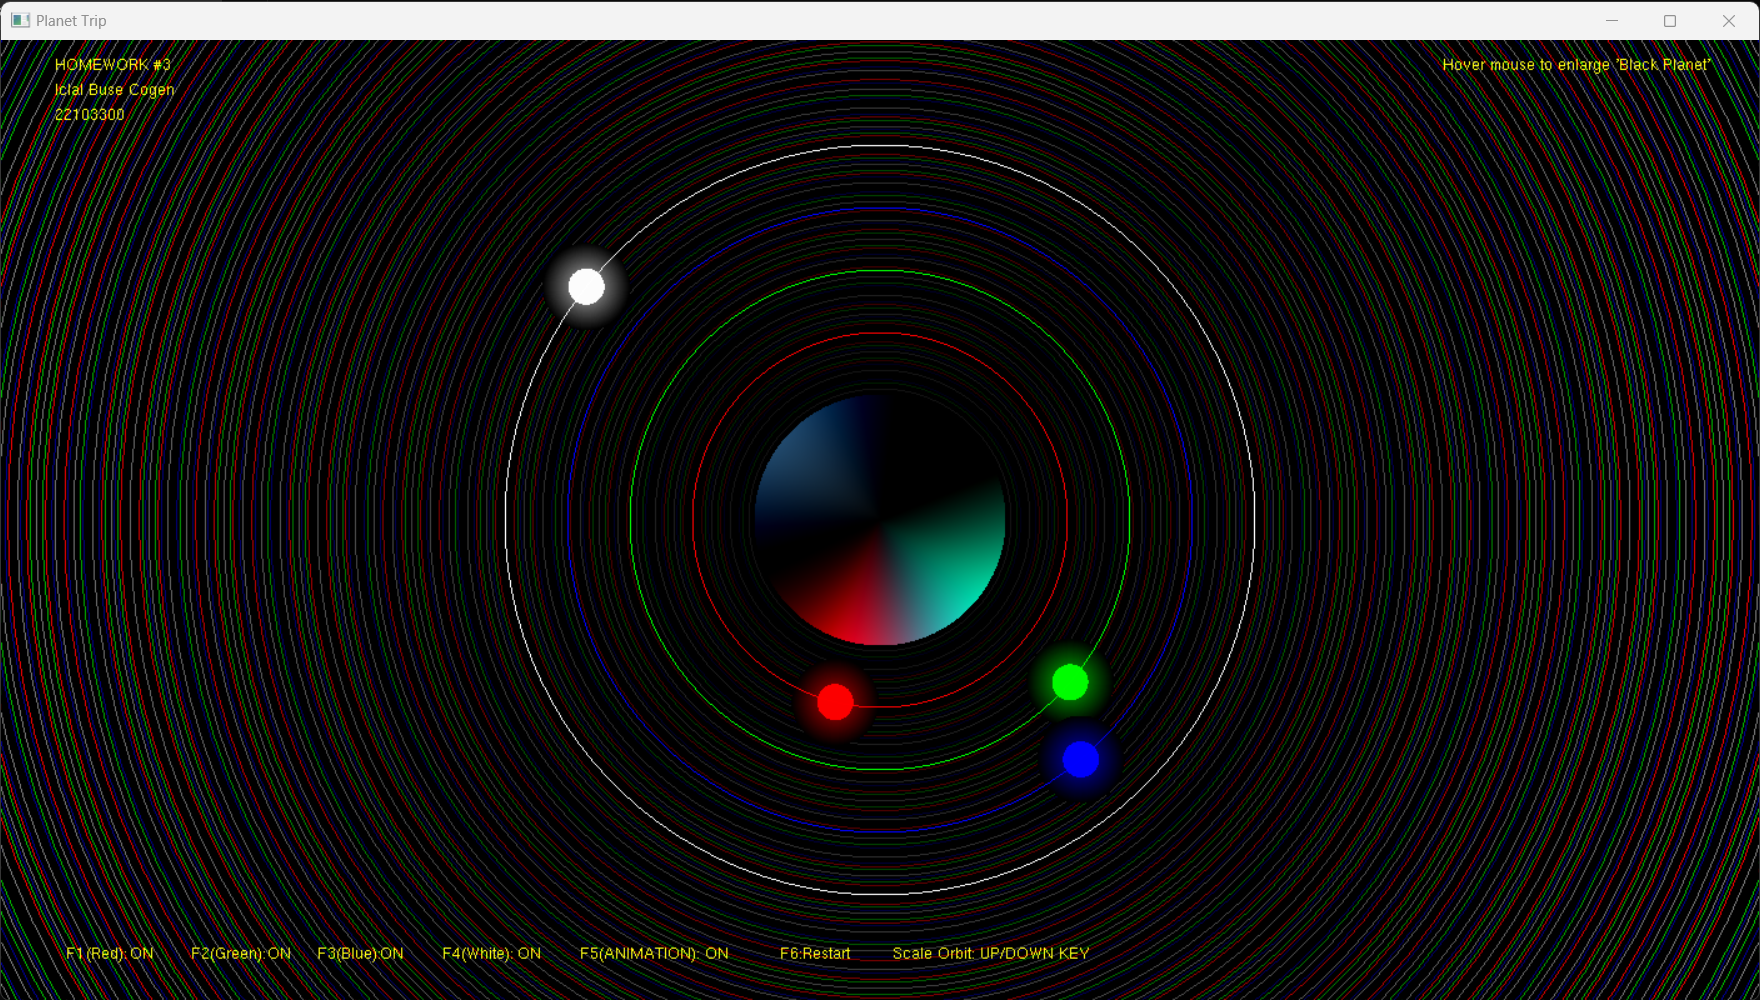 Planet Trip
HOMEWORK #3
Iclal Buse Cogen
22103300
Hover mouse to enlarge 'Black Planet'
F1(Red): ON F2(Green):ON F3(Blue):ON F4(White): ON F5(ANIMATION): ON F6:Restart Scale Orbit: UP/DOWN KEY